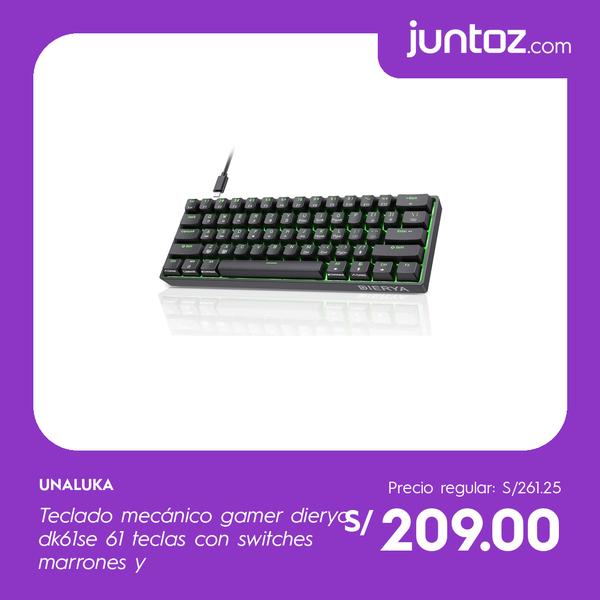 juntoz.com
DIERYA
UNALUKA
Precio regular: S/261.25
Teclado mecánico gamer dierya
S/ 209.00
dk61se 61 teclas con switches
marrones y